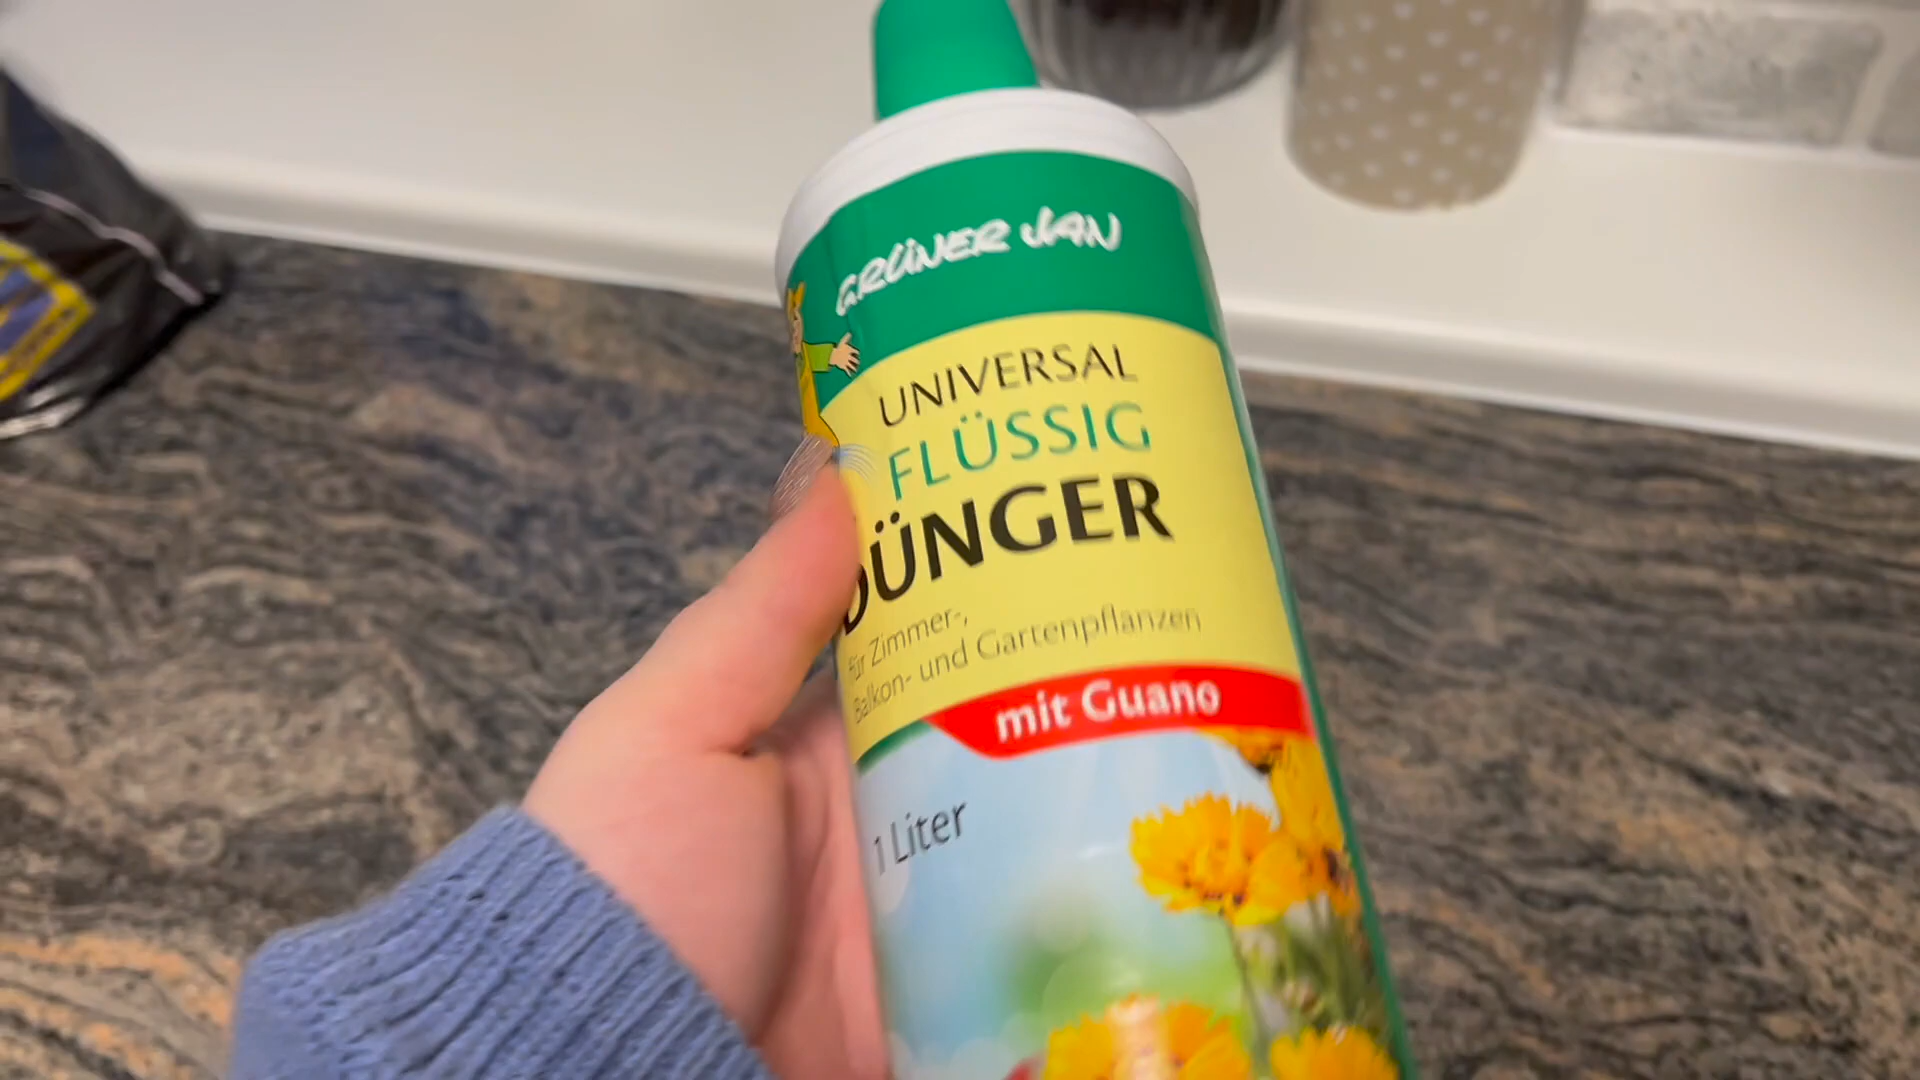 GRÜNER JAN
UNIVERSAL
FLÜSSIG
DÜNGER
für Zimmer-,
Balkon- und Gartenpflanzen
mit Guano
1 Liter